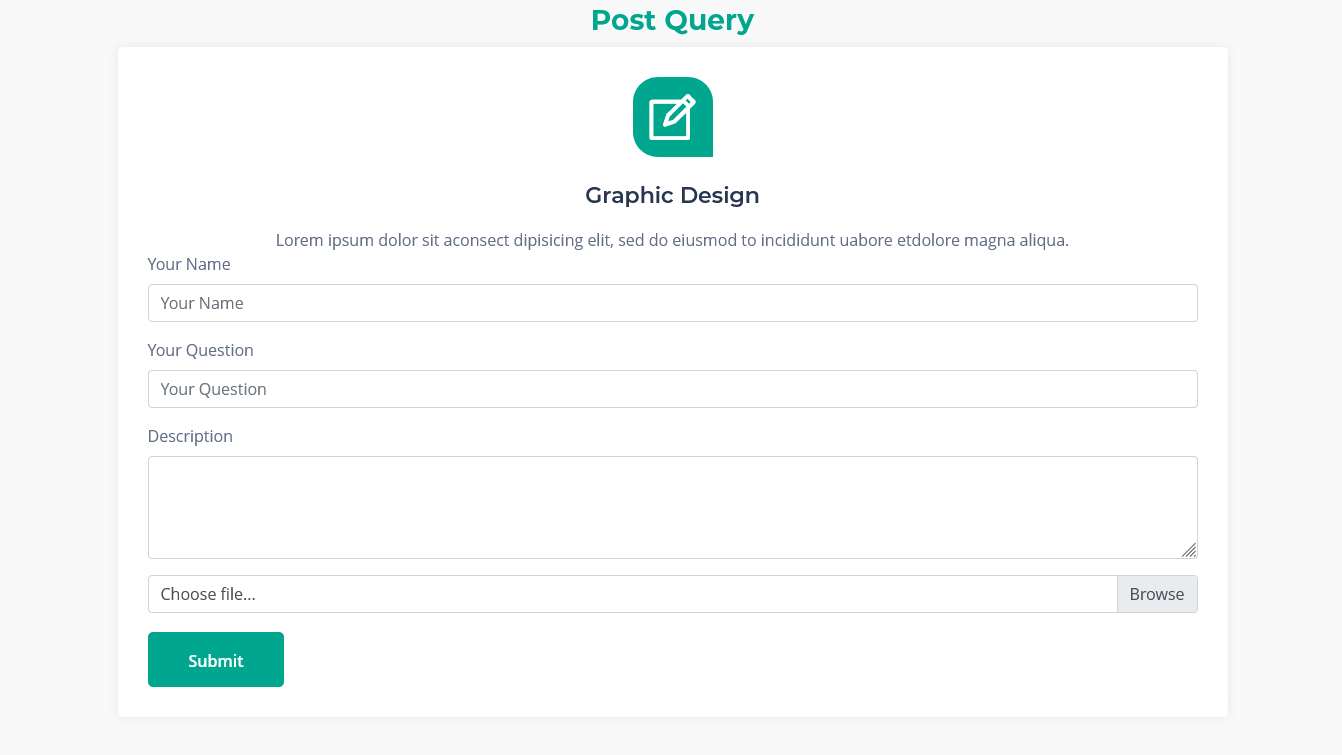 Post Query
Graphic Design
Lorem ipsum dolor sit aconsect dipisicing elit, sed do eiusmod to incididunt uabore etdolore magna aliqua.
Your Name
Your Name
Your Question
Your Question
Description
Choose file... Browse
Submit